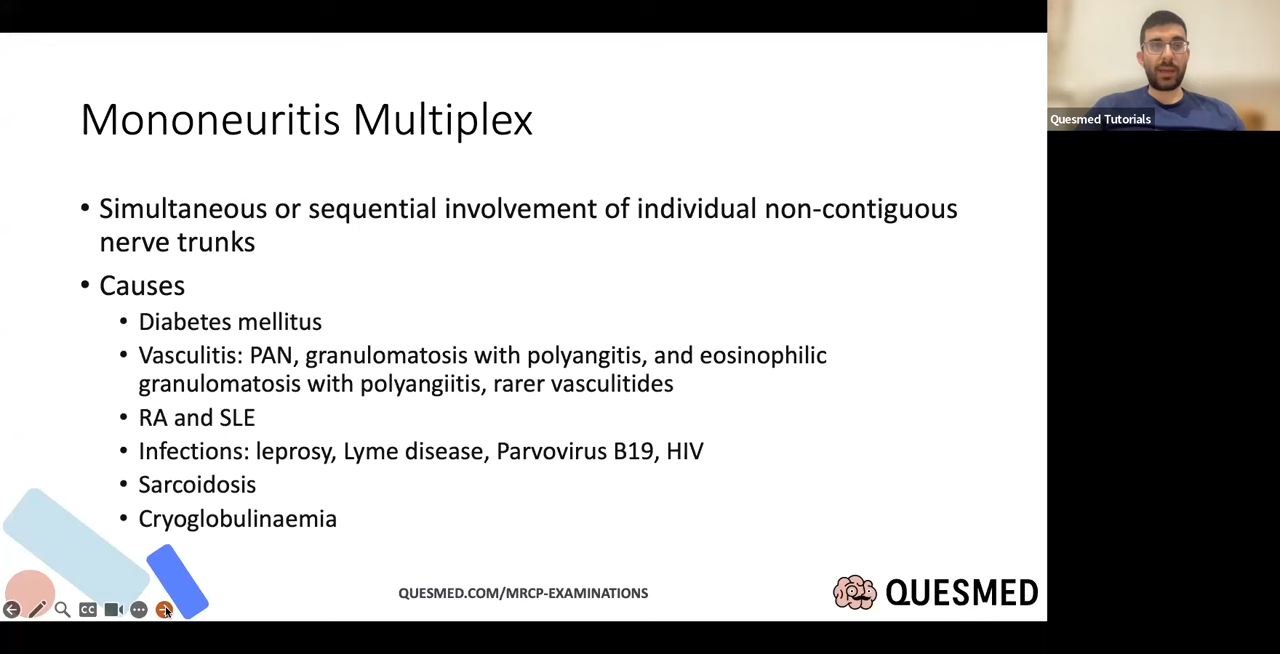 Mononeuritis Multiplex
• Simultaneous or sequential involvement of individual non-contiguous
nerve trunks
• Causes
• Diabetes mellitus
• Vasculitis: PAN, granulomatosis with polyangitis, and eosinophilic
granulomatosis with polyangiitis, rarer vasculitides
• RA and SLE
• Infections: leprosy, Lyme disease, Parvovirus B19, HIV
• Sarcoidosis
• Cryoglobulinaemia
QUESMED.COM/MRCP-EXAMINATIONS
QUESMED
CC
Quesmed Tutorials